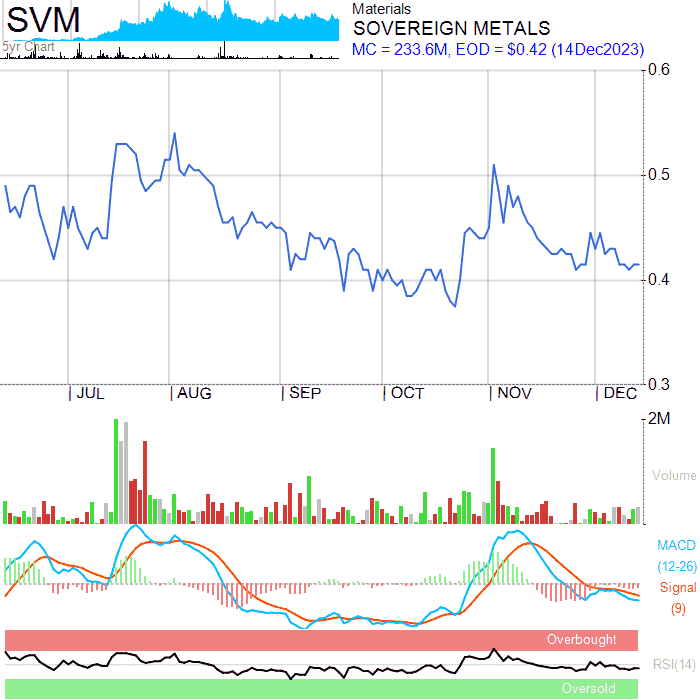 SVM
5yr Chart
Materials
SOVEREIGN METALS
MC = 233.6M, EOD = $0.42 (14Dec2023)
0.6
0.5
0.4
0.3
JUL AUG SEP OCT NOV DEC
2M
Volume
MACD
(12-26)
Signal
(9)
Overbought
RSI(14)
Oversold